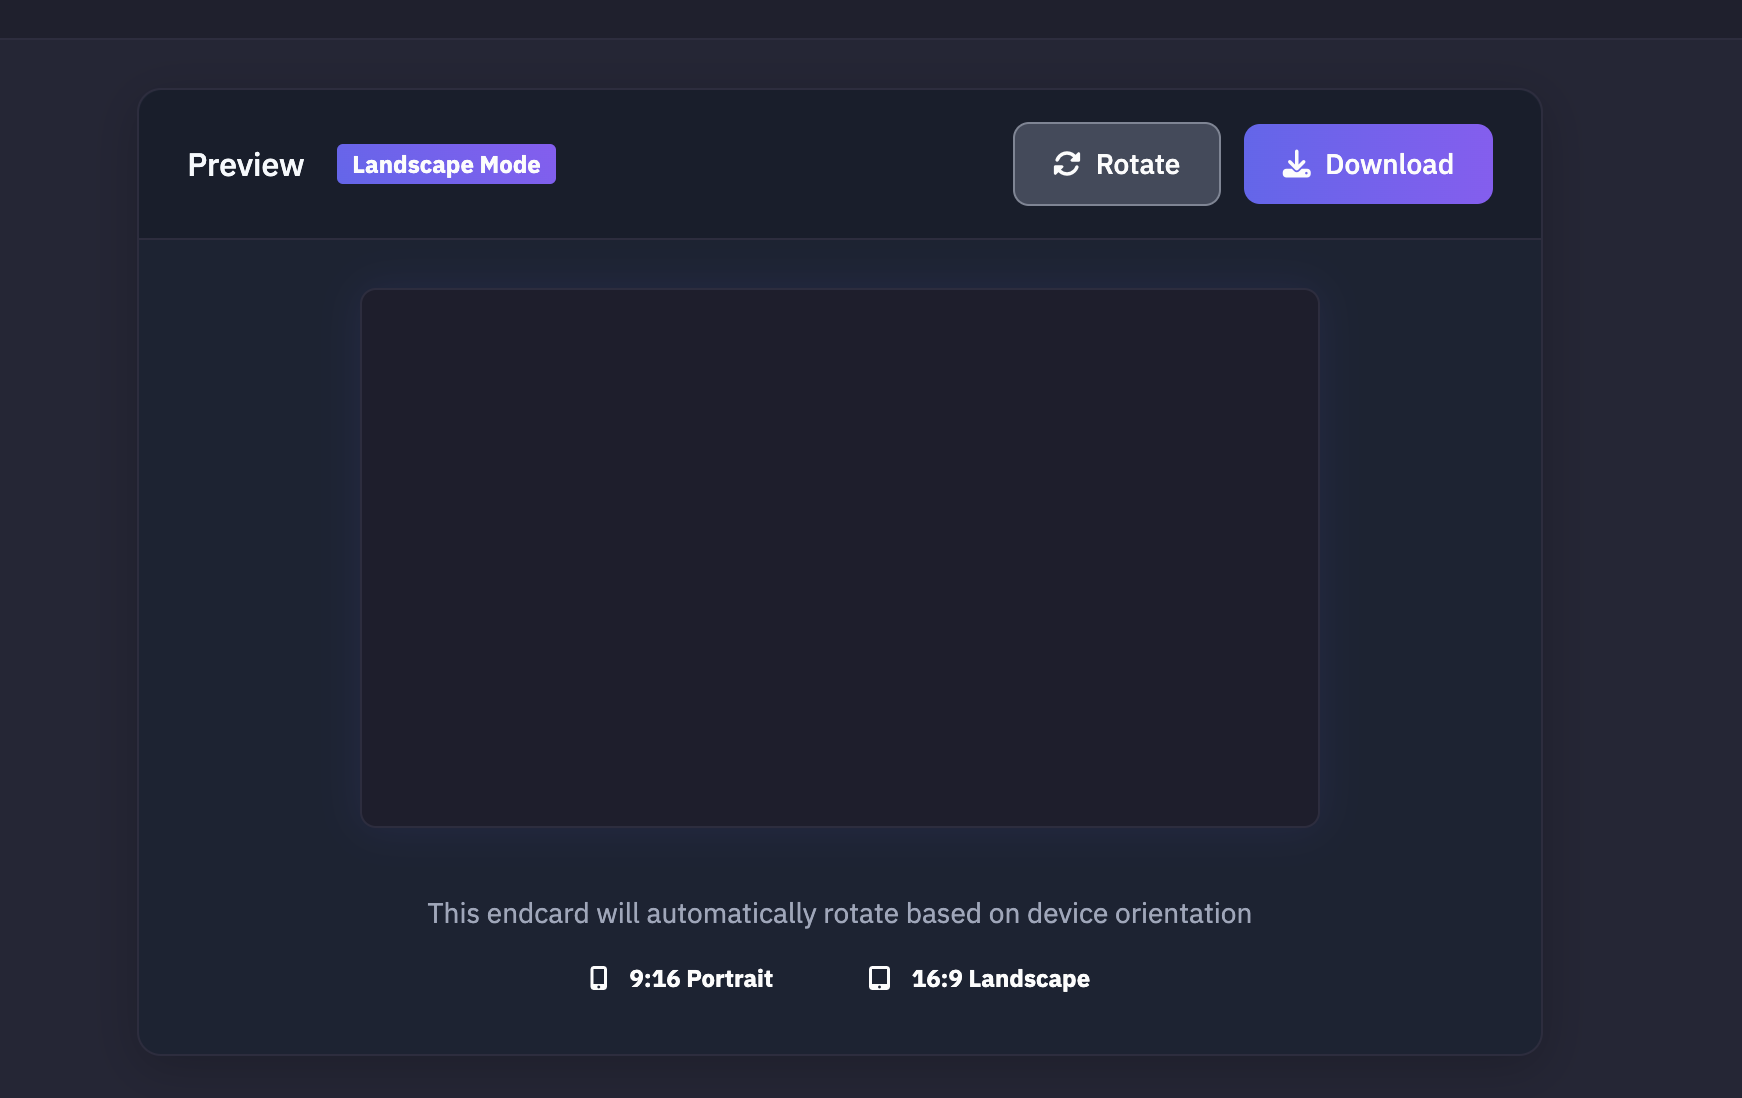 Preview
Landscape Mode
Rotate
Download
This endcard will automatically rotate based on device orientation
9:16 Portrait
16:9 Landscape